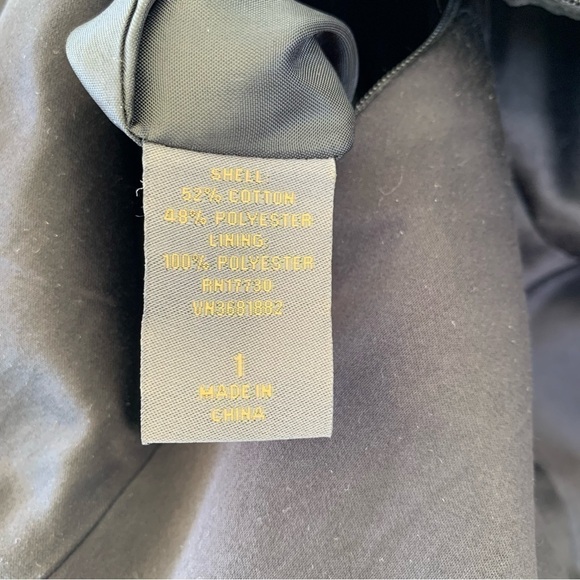 SHELL:
52% COTTON
48% POLYESTER
LINING:
100% POLYESTER
RN17730
VN3681882
1
MADE IN
CHINA